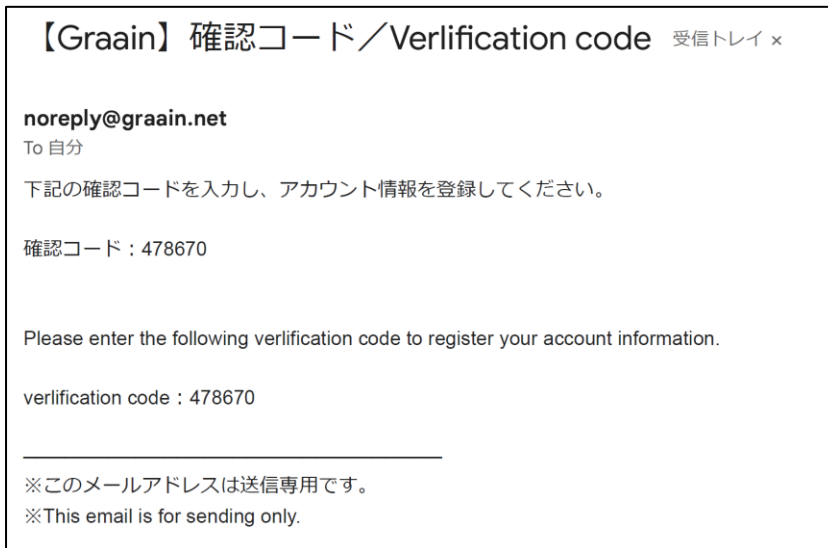 【Graain】確認コード／Verlification code 受信トレイ ×
noreply@graain.net
To 自分
下記の確認コードを入力し、アカウント情報を登録してください。
確認コード：478670
Please enter the following verlification code to register your account information.
verlification code：478670
※このメールアドレスは送信専用です。
※This email is for sending only.